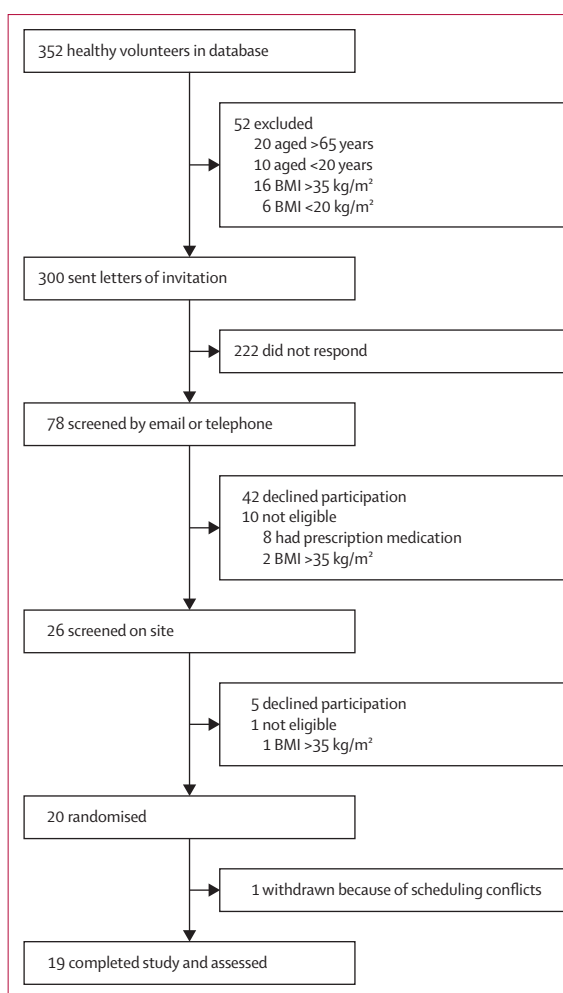 352 healthy volunteers in database
52 excluded
20 aged >65 years
10 aged <20 years
16 BMI >35 kg/m²
6 BMI <20 kg/m²
300 sent letters of invitation
222 did not respond
78 screened by email or telephone
42 declined participation
10 not eligible
8 had prescription medication
2 BMI >35 kg/m²
26 screened on site
5 declined participation
1 not eligible
1 BMI >35 kg/m²
20 randomised
1 withdrawn because of scheduling conflicts
19 completed study and assessed